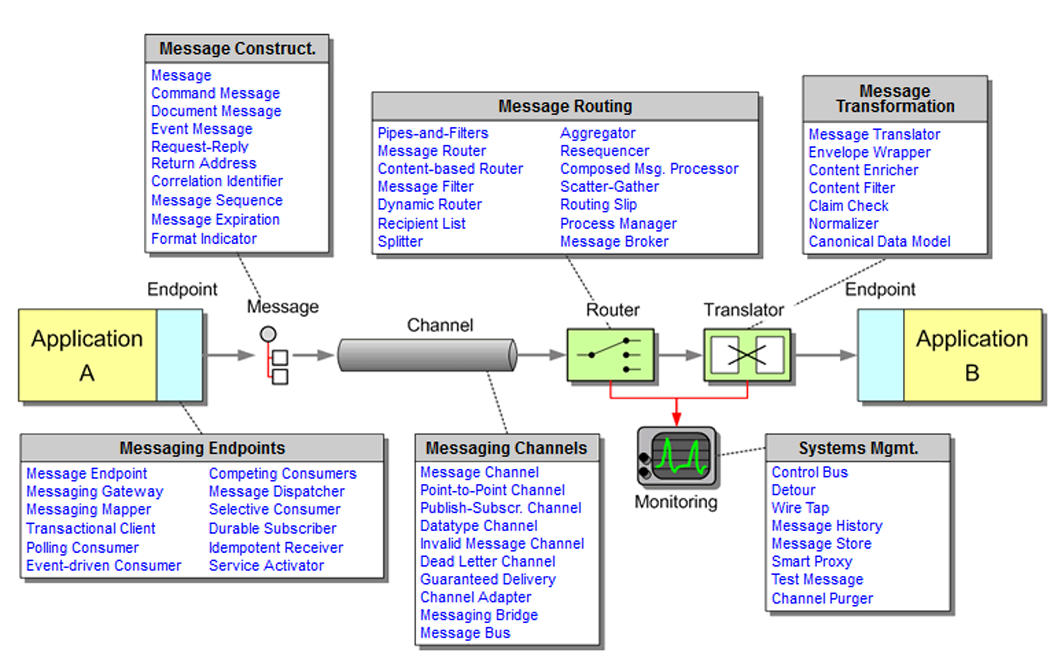 Message Construct.
Message
Command Message
Document Message
Event Message
Request-Reply
Return Address
Correlation Identifier
Message Sequence
Message Expiration
Format Indicator
Message Routing
Pipes-and-Filters
Message Router
Content-based Router
Message Filter
Dynamic Router
Recipient List
Splitter
Aggregator
Resequencer
Composed Msg. Processor
Scatter-Gather
Routing Slip
Process Manager
Message Broker
Message
Transformation
Message Translator
Envelope Wrapper
Content Enricher
Content Filter
Claim Check
Normalizer
Canonical Data Model
Endpoint
Application
A
Message
Channel
Router
Translator
Endpoint
Application
B
Messaging Endpoints
Message Endpoint
Messaging Gateway
Messaging Mapper
Transactional Client
Polling Consumer
Event-driven Consumer
Competing Consumers
Message Dispatcher
Selective Consumer
Durable Subscriber
Idempotent Receiver
Service Activator
Messaging Channels
Message Channel
Point-to-Point Channel
Publish-Subscr. Channel
Datatype Channel
Invalid Message Channel
Dead Letter Channel
Guaranteed Delivery
Channel Adapter
Messaging Bridge
Message Bus
Monitoring
Systems Mgmt.
Control Bus
Detour
Wire Tap
Message History
Message Store
Smart Proxy
Test Message
Channel Purger